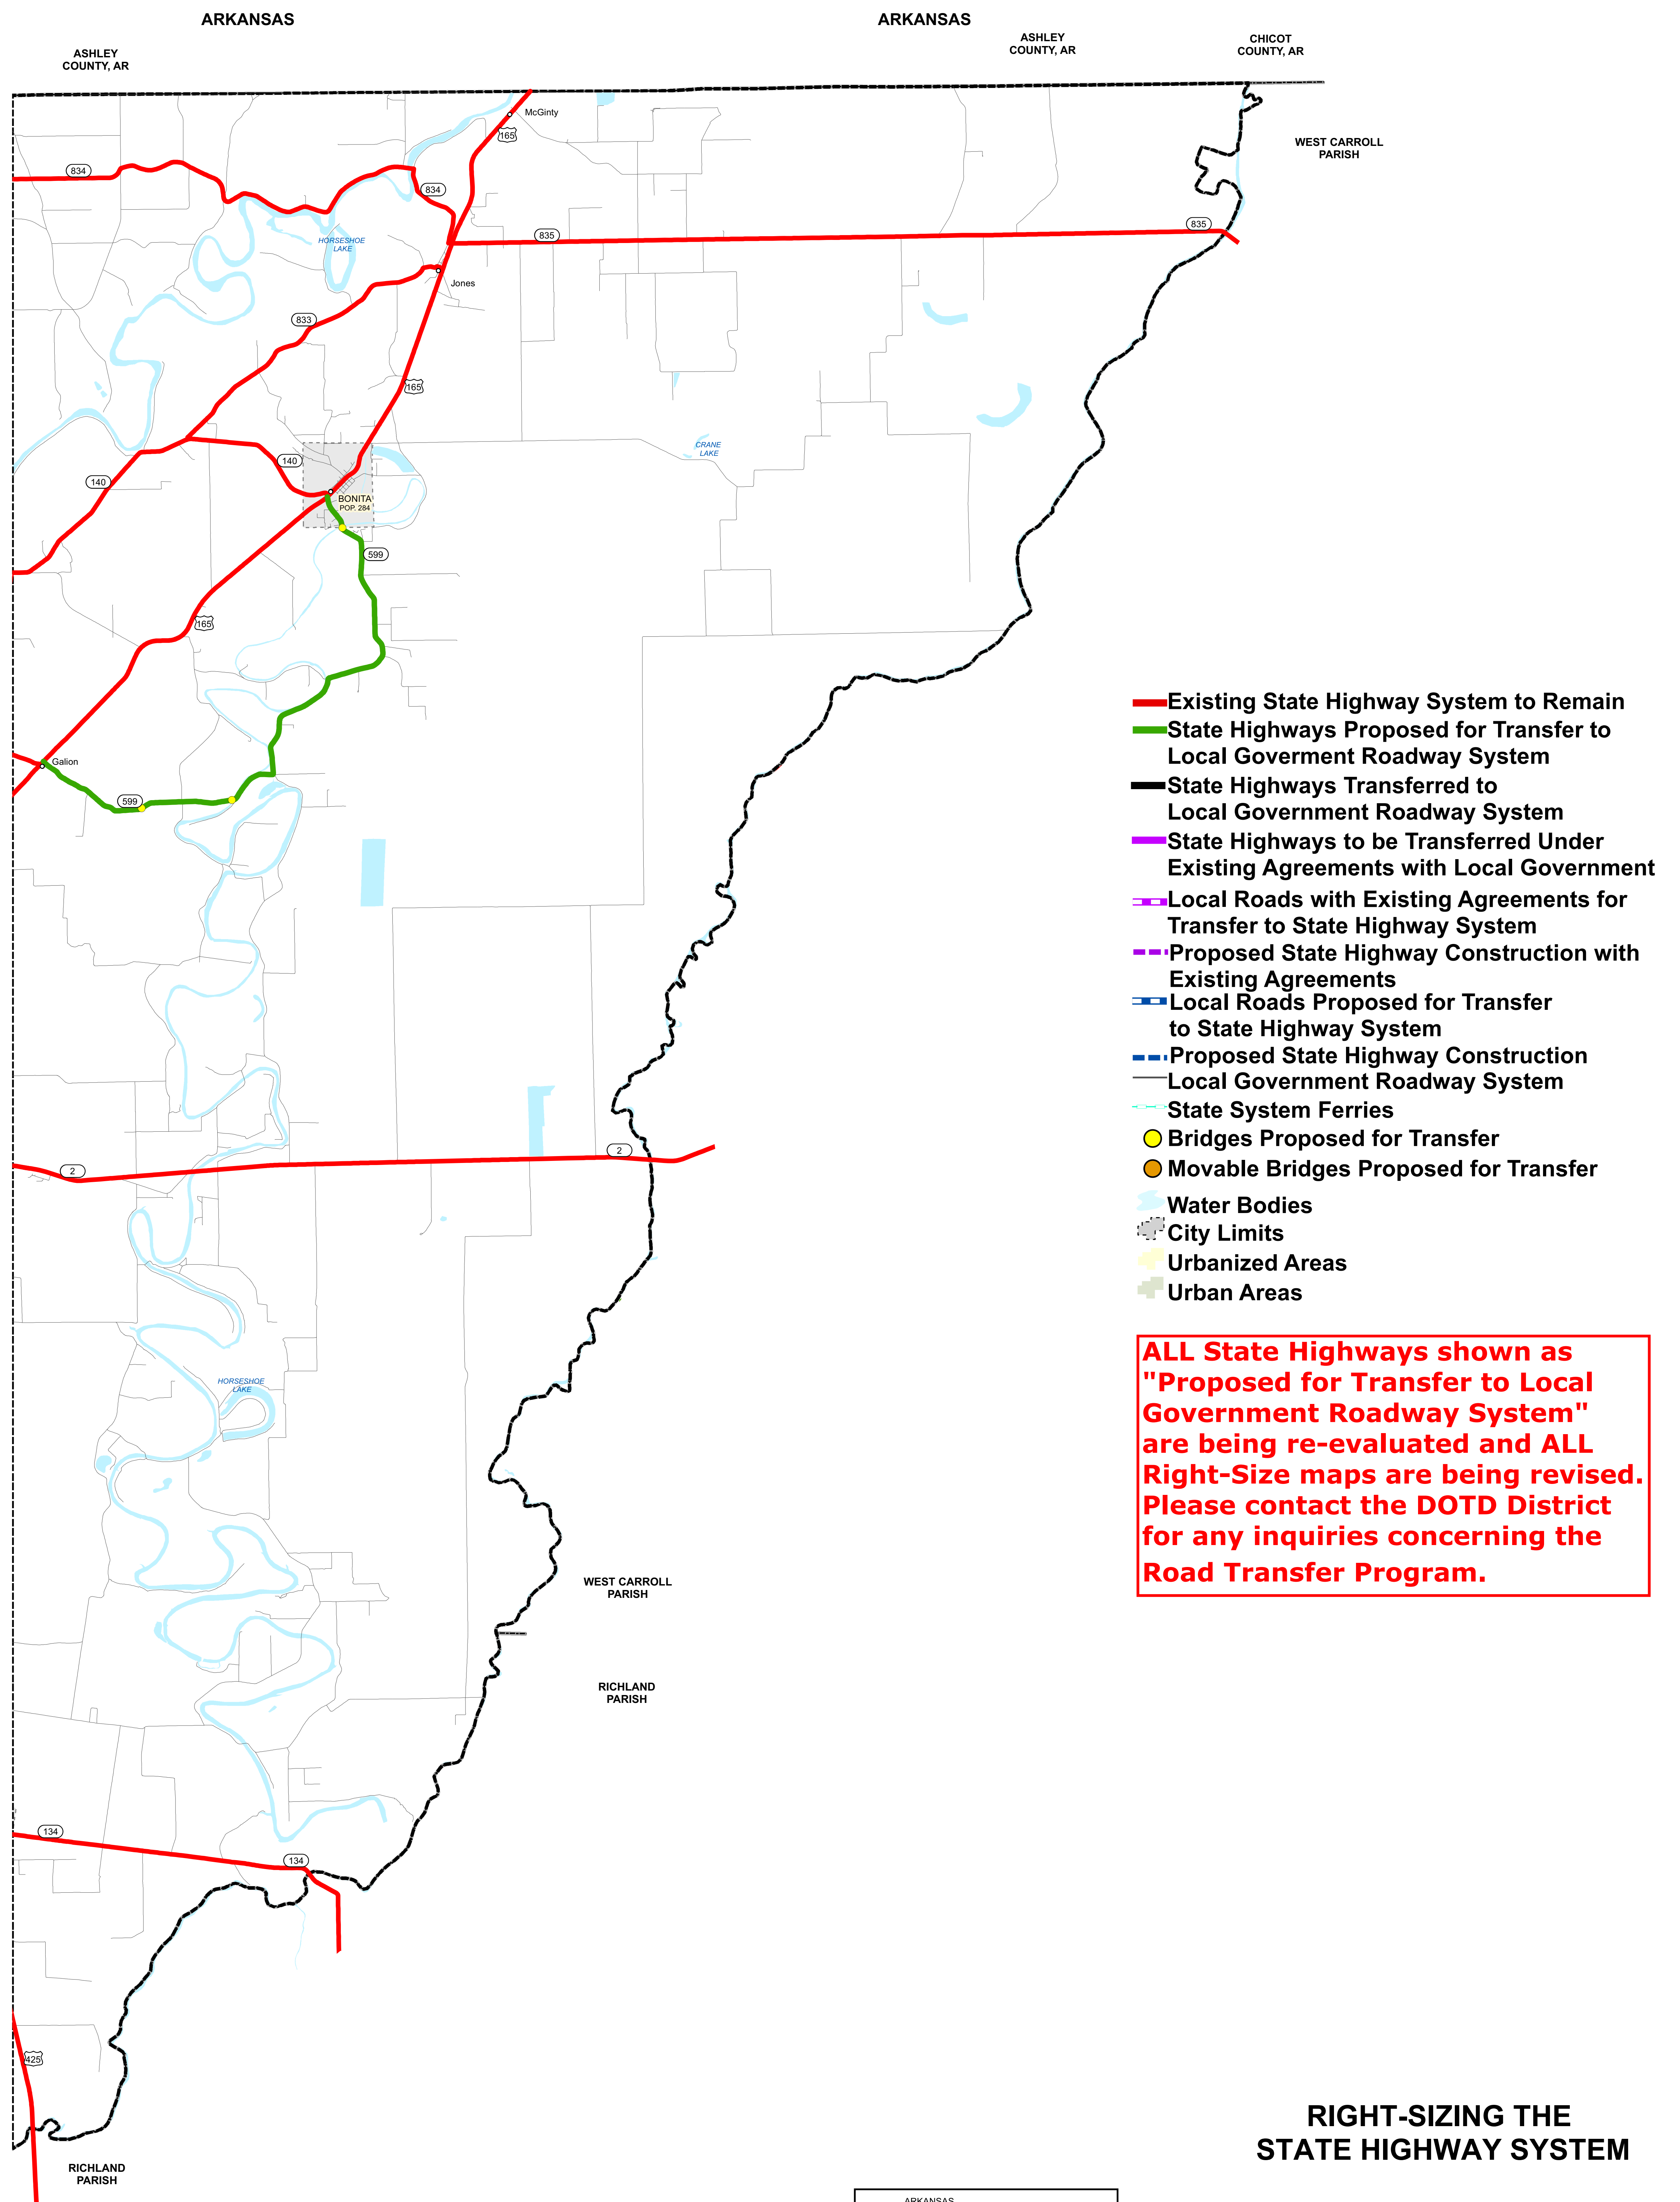 ARKANSAS
ARKANSAS
ASHLEY
COUNTY, AR
ASHLEY
COUNTY, AR
CHICOT
COUNTY, AR
McGinty
165
WEST CARROLL
PARISH
834
834
835
835
HORSESHOE
LAKE
Jones
833
165
CRANE
LAKE
140
140
BONITA
POP. 284
599
165
Galion
599
2
2
HORSESHOE
LAKE
WEST CARROLL
PARISH
RICHLAND
PARISH
134
134
425
RICHLAND
PARISH
Existing State Highway System to Remain
State Highways Proposed for Transfer to
Local Goverment Roadway System
State Highways Transferred to
Local Government Roadway System
State Highways to be Transferred Under
Existing Agreements with Local Government
Local Roads with Existing Agreements for
Transfer to State Highway System
Proposed State Highway Construction with
Existing Agreements
Local Roads Proposed for Transfer
to State Highway System
Proposed State Highway Construction
Local Government Roadway System
State System Ferries
Bridges Proposed for Transfer
Movable Bridges Proposed for Transfer
Water Bodies
City Limits
Urbanized Areas
Urban Areas
ALL State Highways shown as
"Proposed for Transfer to Local
Government Roadway System"
are being re-evaluated and ALL
Right-Size maps are being revised.
Please contact the DOTD District
for any inquiries concerning the
Road Transfer Program.
RIGHT-SIZING THE
STATE HIGHWAY SYSTEM
ARKANSAS